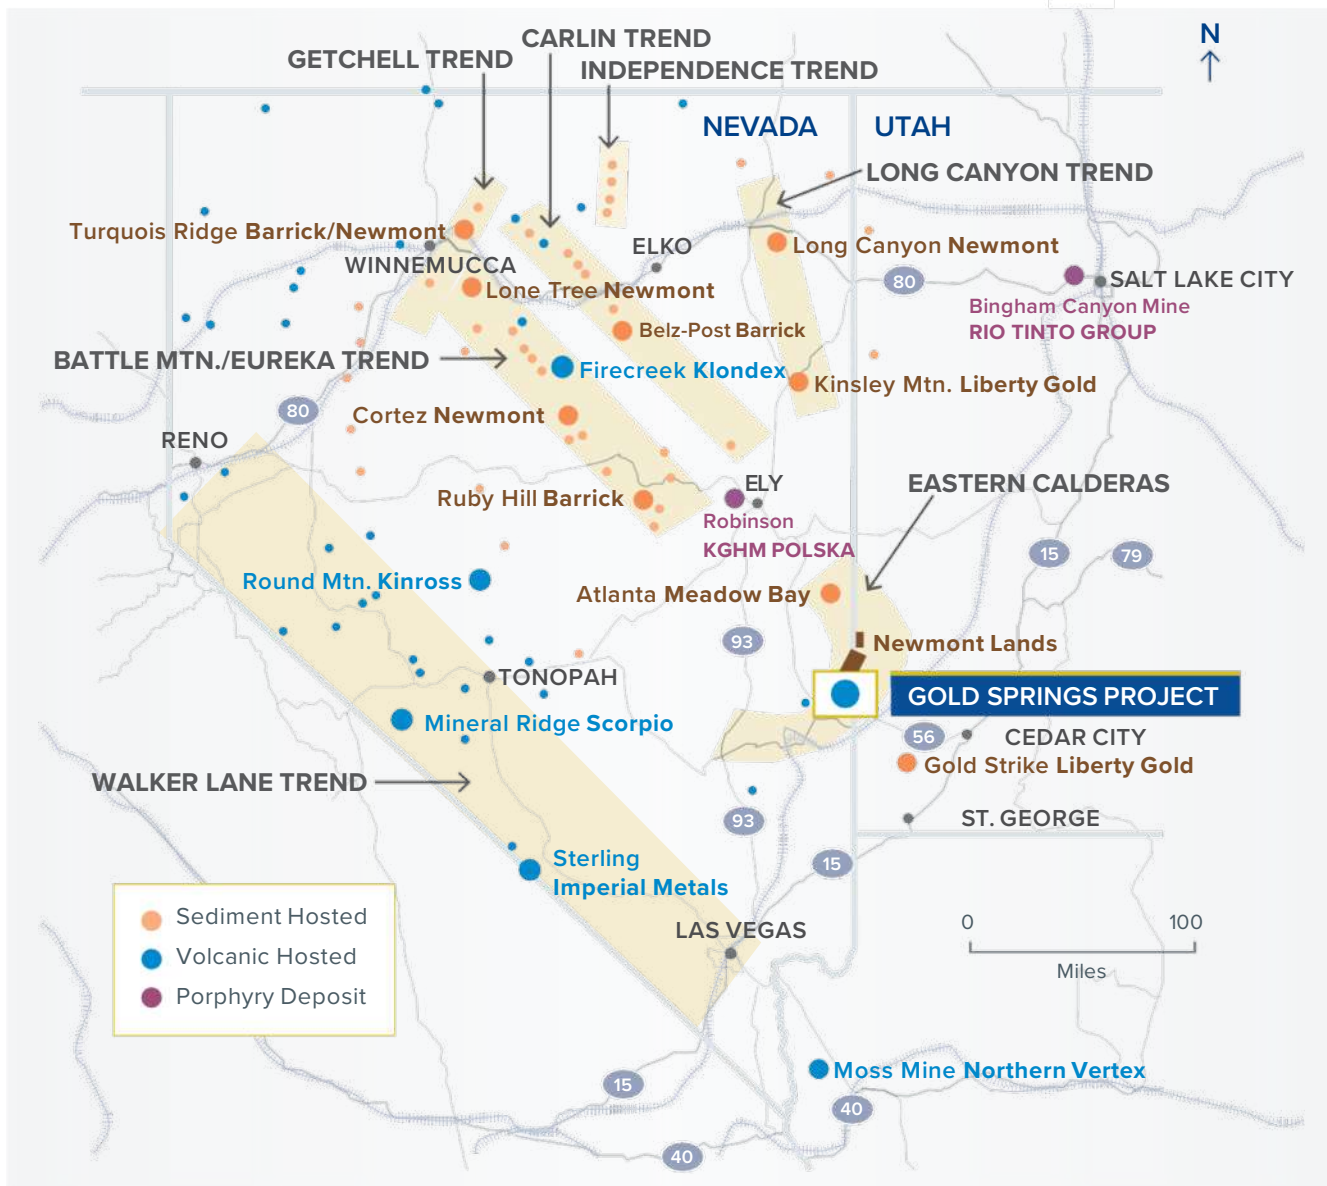 N
CARLIN TREND
GETCHELL TREND
INDEPENDENCE TREND
NEVADA
UTAH
LONG CANYON TREND
Turquois Ridge Barrick/Newmont
ELKO
Long Canyon Newmont
WINNEMUCCA
80
SALT LAKE CITY
Lone Tree Newmont
Bingham Canyon Mine
RIO TINTO GROUP
Belz-Post Barrick
BATTLE MTN./EUREKA TREND
Firecreek Klondex
Kinsley Mtn. Liberty Gold
80
Cortez Newmont
RENO
ELY
EASTERN CALDERAS
Ruby Hill Barrick
Robinson
KGHM POLSKA
15
79
Round Mtn. Kinross
Atlanta Meadow Bay
93
Newmont Lands
TONOPAH
GOLD SPRINGS PROJECT
Mineral Ridge Scorpio
56
CEDAR CITY
Gold Strike Liberty Gold
WALKER LANE TREND
93
ST. GEORGE
Sterling
Imperial Metals
15
Sediment Hosted
Volcanic Hosted
Porphyry Deposit
LAS VEGAS
0
100
Miles
Moss Mine Northern Vertex
15
40
40